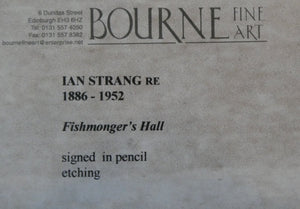 6 Dundas Street
Edinburgh EH3 6HZ
Tel: 0131 557 4050
Fax: 0131 557 8382
bournefineart@enterprise.net
BOURNE FINE ART
IAN STRANG RE
1886 - 1952
Fishmonger's Hall
signed in pencil
etching